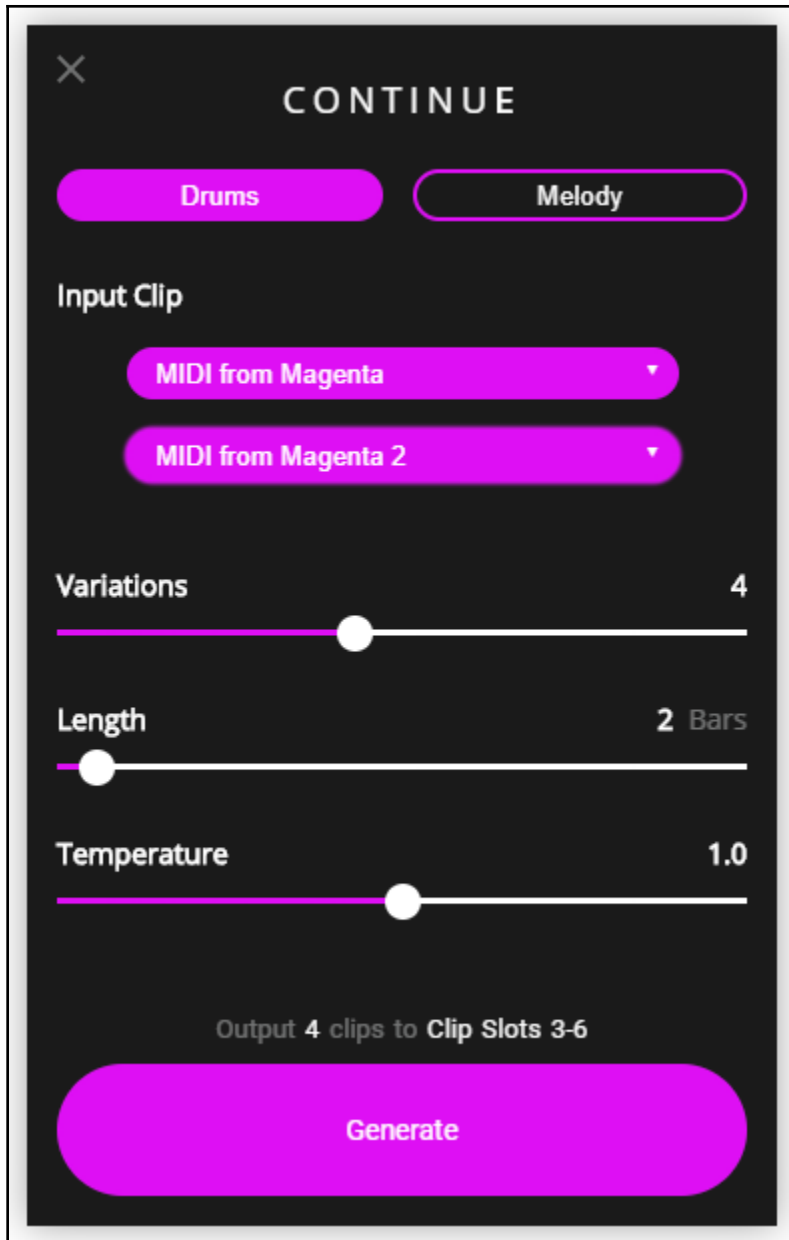 CONTINUE
Drums Melody
Input Clip
MIDI from Magenta
MIDI from Magenta 2
Variations 4
Length 2 Bars
Temperature 1.0
Output 4 clips to Clip Slots 3-6
Generate